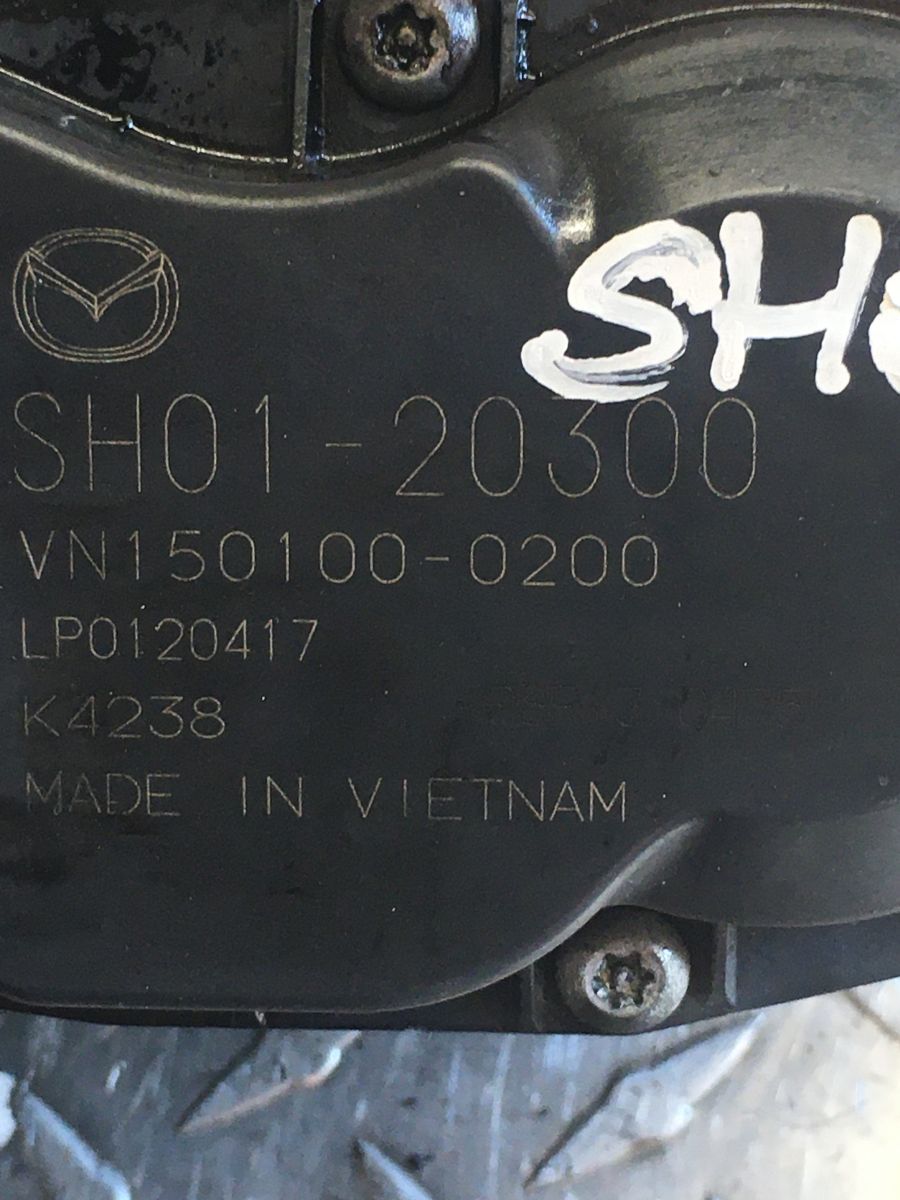 SH
SH01-20300
VN150100-0200
LP0120417
K4238
MADE IN VIETNAM